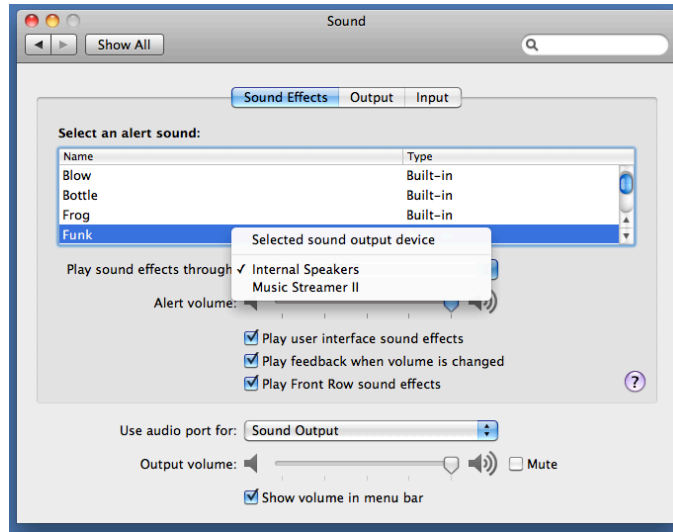 Sound
Show All
Sound Effects Output Input
Select an alert sound:
Name Type
Blow Built-in
Bottle Built-in
Frog Built-in
Funk
Selected sound output device
Play sound effects through ✓ Internal Speakers
Music Streamer II
Alert volume:
Play user interface sound effects
Play feedback when volume is changed
Play Front Row sound effects
?
Use audio port for: Sound Output
Output volume: Mute
Show volume in menu bar